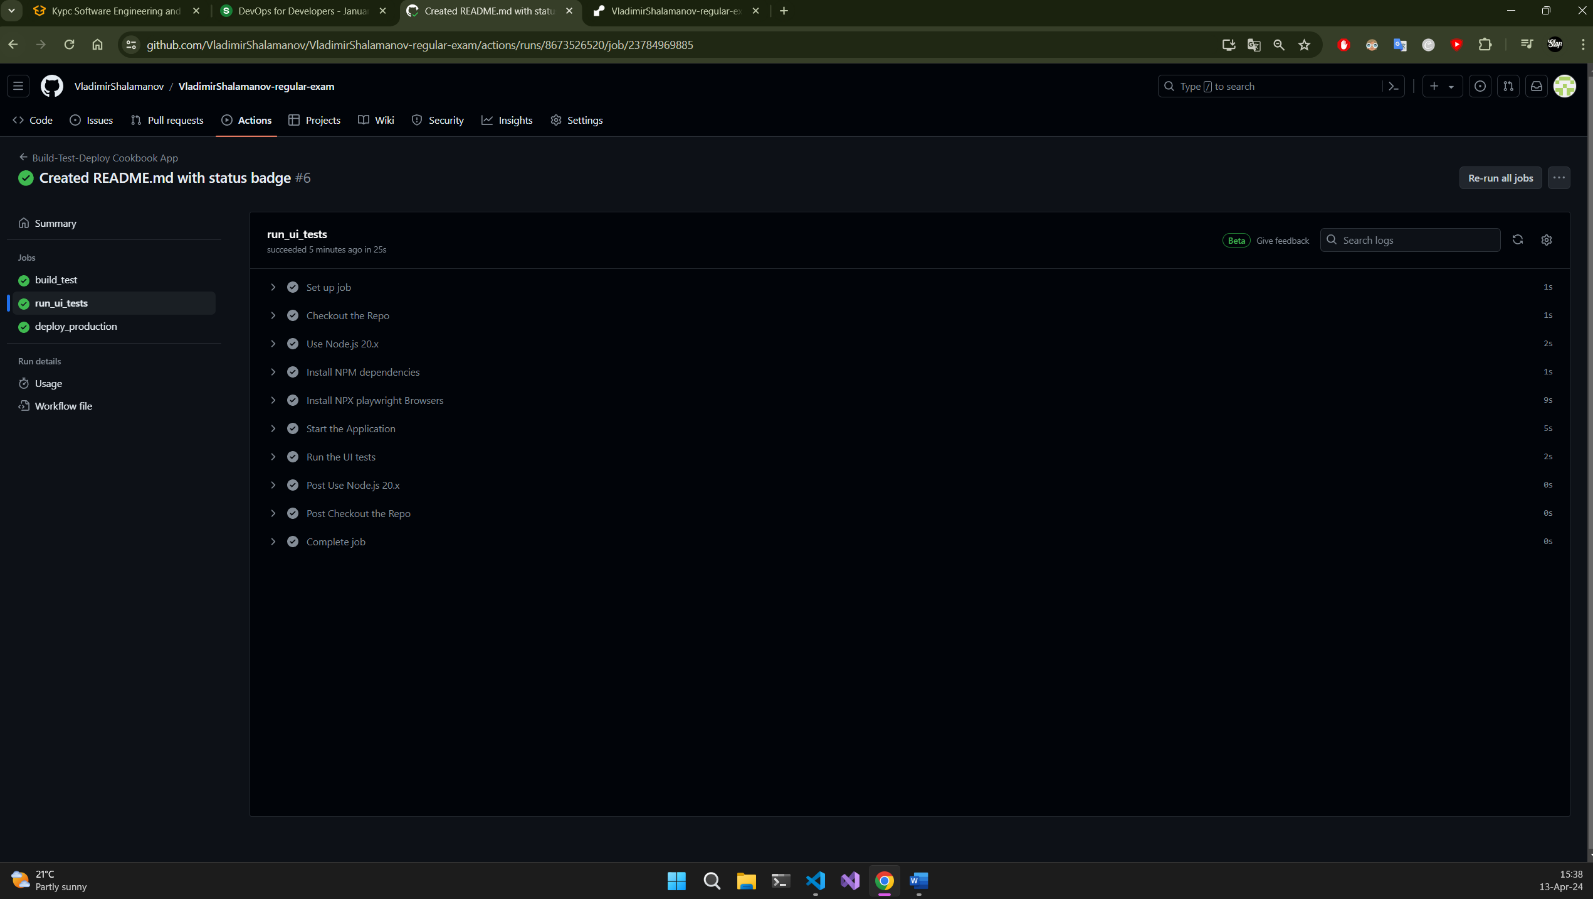 Курс Software Engineering and
DevOps for Developers - Janua
Created README.md with statu
VladimirShalamanov-regular-ex
github.com/VladimirShalamanov/VladimirShalamanov-regular-exam/actions/runs/8673526520/job/23784969885
VladimirShalamanov / VladimirShalamanov-regular-exam
Type / to search
Code
Issues
Pull requests
Actions
Projects
Wiki
Security
Insights
Settings
Build-Test-Deploy Cookbook App
Created README.md with status badge #6
Re-run all jobs
Summary
Jobs
build_test
run_ui_tests
deploy_production
Run details
Usage
Workflow file
run_ui_tests
succeeded 5 minutes ago in 25s
Beta
Give feedback
Search logs
Set up job 1s
Checkout the Repo 1s
Use Node.js 20.x 2s
Install NPM dependencies 1s
Install NPX playwright Browsers 9s
Start the Application 5s
Run the UI tests 2s
Post Use Node.js 20.x 0s
Post Checkout the Repo 0s
Complete job 0s
21°C
Partly sunny
15:38
13-Apr-24